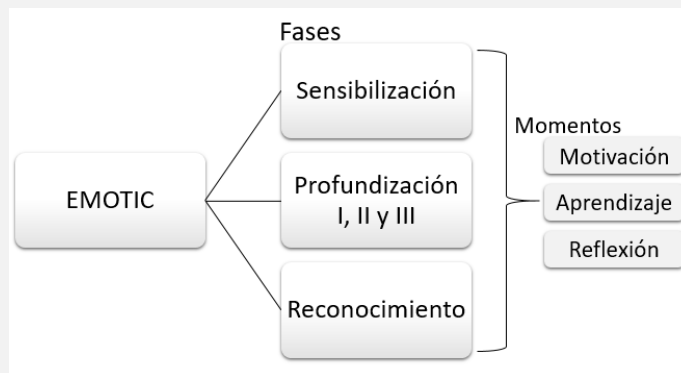 Fases
Sensibilización
EMOTIC
Profundización
I, II y III
Reconocimiento
Momentos
Motivación
Aprendizaje
Reflexión